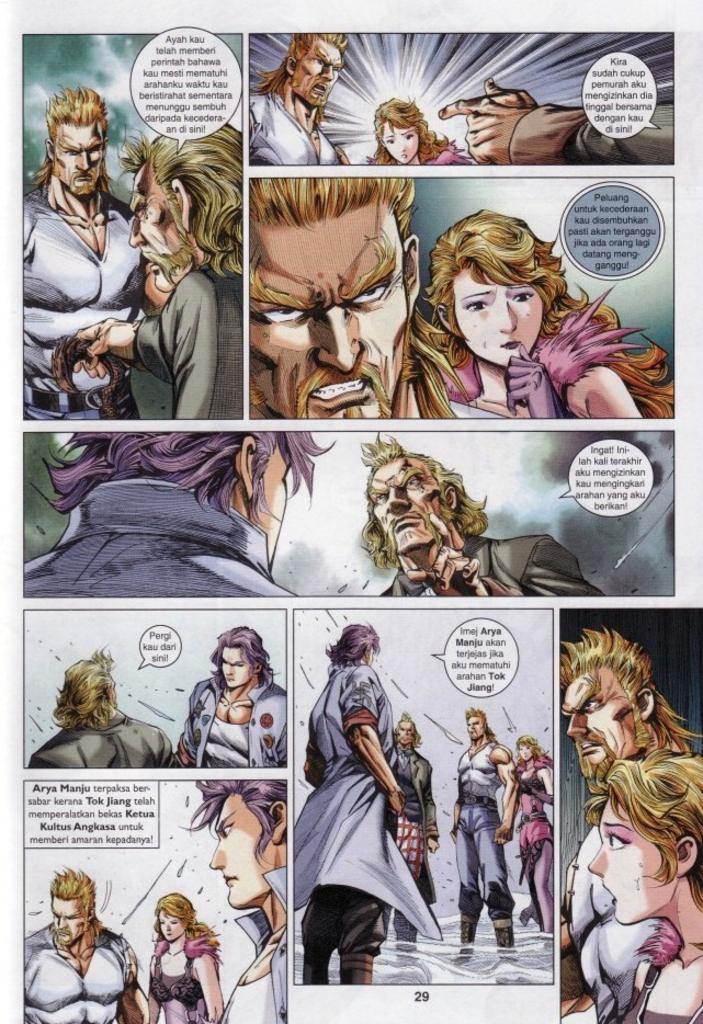 Ayah kau
telah memberi
perintah bahawa
kau mesti mematuhi
arahanku waktu kau
beristirahat sementara
menunggu sembuh
daripada kecedera-
an di sini!
Kira
sudah cukup
pemurah aku
mengizinkan dia
tinggal bersama
dengan kau
di sini!
Peluang
untuk kecederaan
kau disembuhkan
pasti akan terganggu
jika ada orang lagi
datang meng-
ganggu!
Ingat! Ini-
lah kali terakhir
aku mengizinkan
kau mengingkari
arahan yang aku
berikan!
Pergi
kau dari
sini!
Imej Arya
Manju akan
terjejas jika
aku mematuhi
arahan Tok
Jiang!
Arya Manju terpaksa ber-
sabar kerana Tok Jiang telah
memperalatkan bekas Ketua
Kultus Angkasa untuk
memberi amaran kepadanya!
29